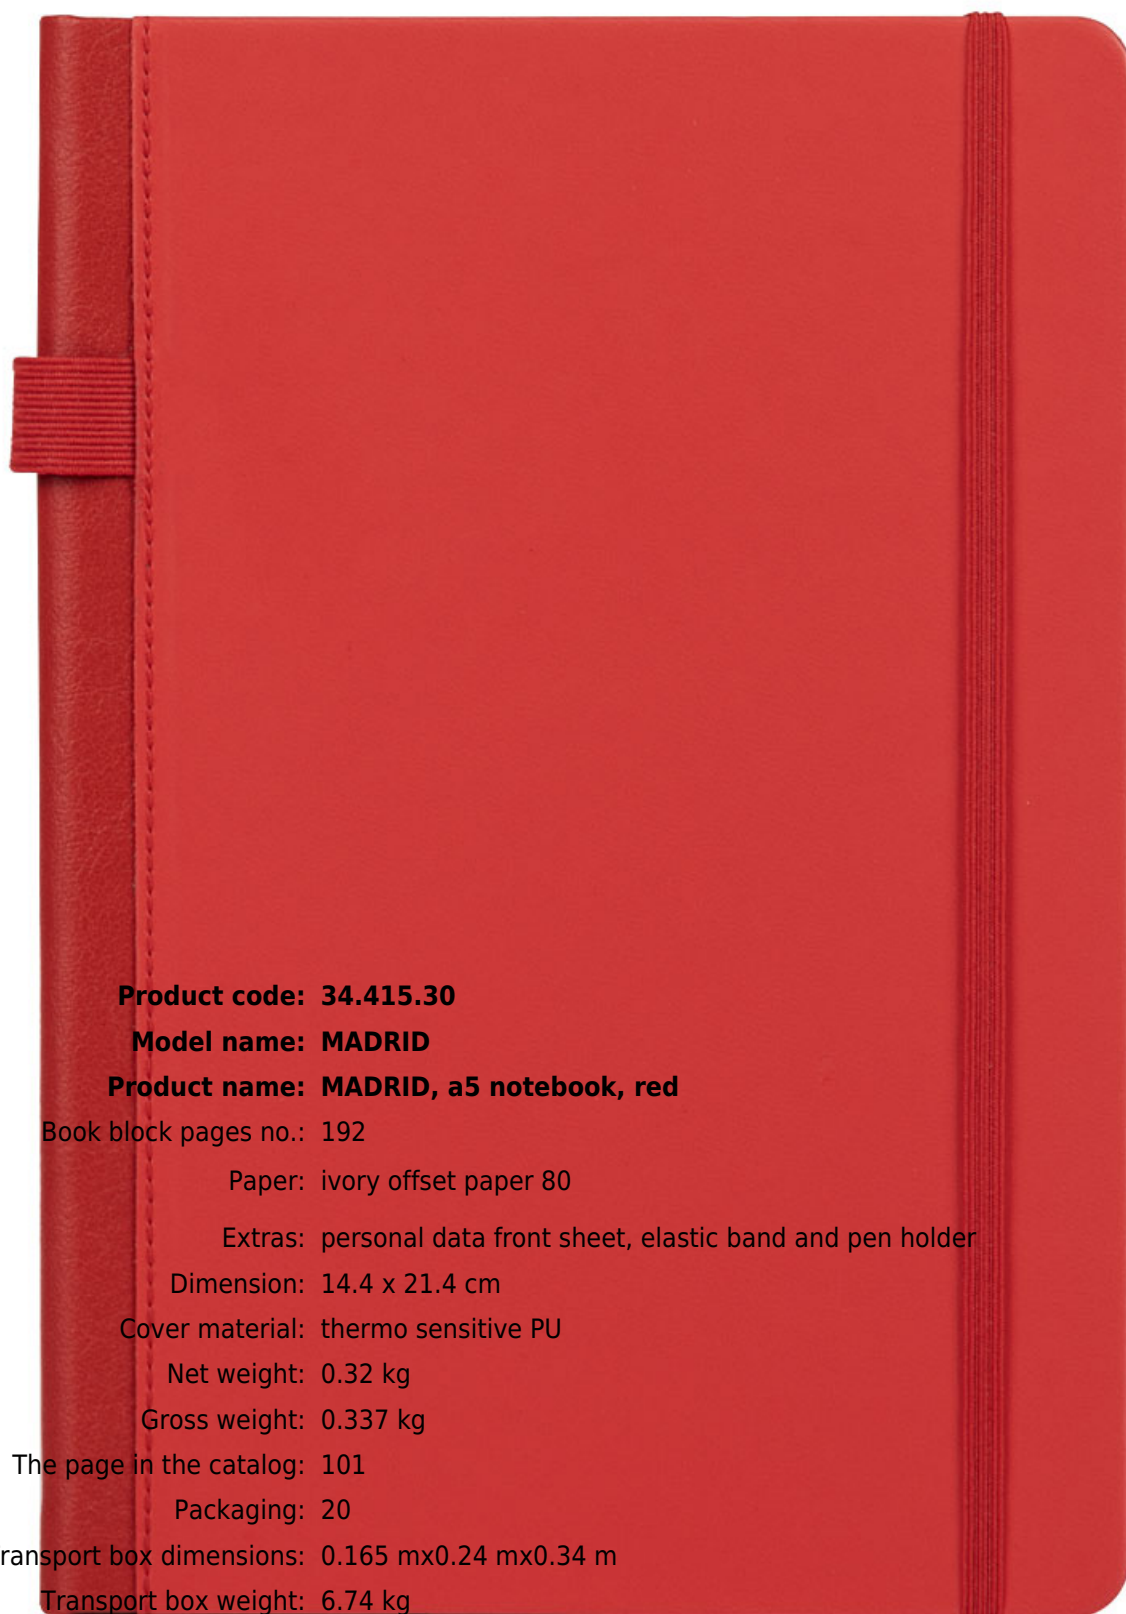 Product code: 34.415.30
Model name: MADRID
Product name: MADRID, a5 notebook, red
Book block pages no.: 192
Paper: ivory offset paper 80
Extras: personal data front sheet, elastic band and pen holder
Dimension: 14.4 x 21.4 cm
Cover material: thermo sensitive PU
Net weight: 0.32 kg
Gross weight: 0.337 kg
The page in the catalog: 101
Packaging: 20
ransport box dimensions: 0.165 mx0.24 mx0.34 m
Transport box weight: 6.74 kg